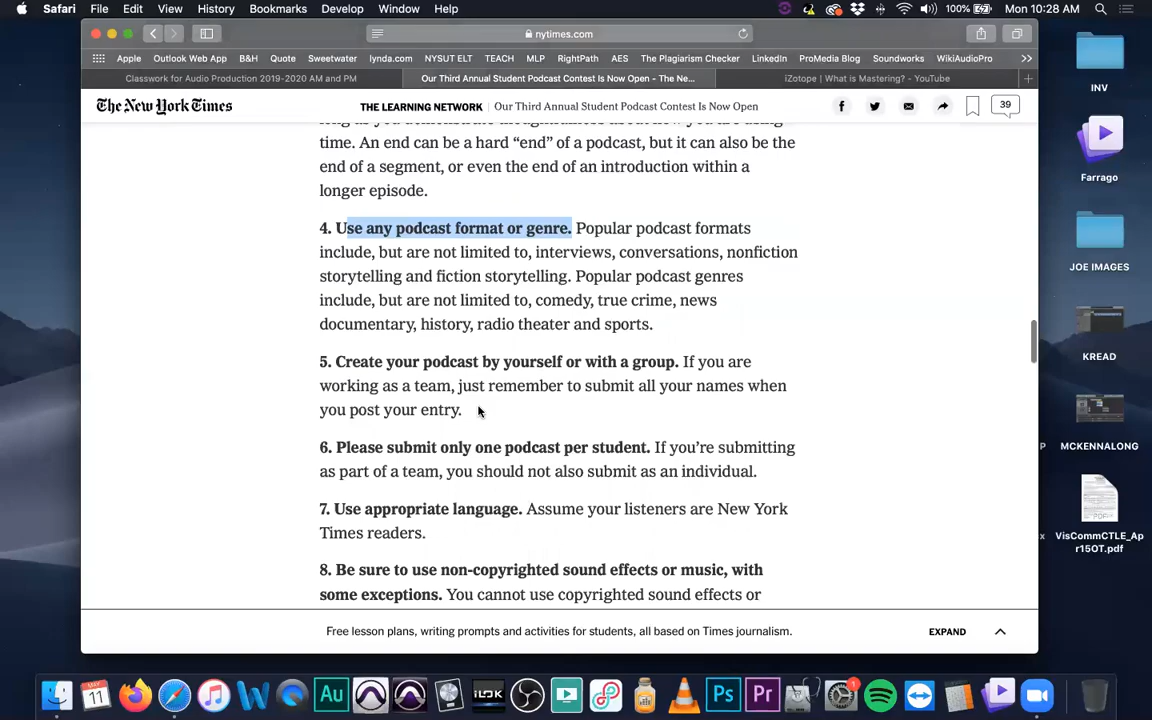 Safari File Edit View History Bookmarks Develop Window Help 100% Mon 10:28 AM
nytimes.com
Apple Outlook Web App B&H Quote Sweetwater lynda.com NYSUT ELT TEACH MLP RightPath AES The Plagiarism Checker LinkedIn ProMedia Blog Soundworks WikiAudioPro
Classwork for Audio Production 2019-2020 AM and PM
Our Third Annual Student Podcast Contest Is Now Open - The Ne...
iZotope | What is Mastering? - YouTube
The New York Times THE LEARNING NETWORK | Our Third Annual Student Podcast Contest Is Now Open 39
time. An end can be a hard “end” of a podcast, but it can also be the
end of a segment, or even the end of an introduction within a
longer episode.
4. Use any podcast format or genre. Popular podcast formats
include, but are not limited to, interviews, conversations, nonfiction
storytelling and fiction storytelling. Popular podcast genres
include, but are not limited to, comedy, true crime, news
documentary, history, radio theater and sports.
5. Create your podcast by yourself or with a group. If you are
working as a team, just remember to submit all your names when
you post your entry.
6. Please submit only one podcast per student. If you’re submitting
as part of a team, you should not also submit as an individual.
7. Use appropriate language. Assume your listeners are New York
Times readers.
8. Be sure to use non-copyrighted sound effects or music, with
some exceptions. You cannot use copyrighted sound effects or
Free lesson plans, writing prompts and activities for students, all based on Times journalism. EXPAND
INV
Farrago
JOE IMAGES
KREAD
MCKENNALONG
VisCommCTLE_Ap
r15OT.pdf
11
Au
iLOK
Ps
Pr
1